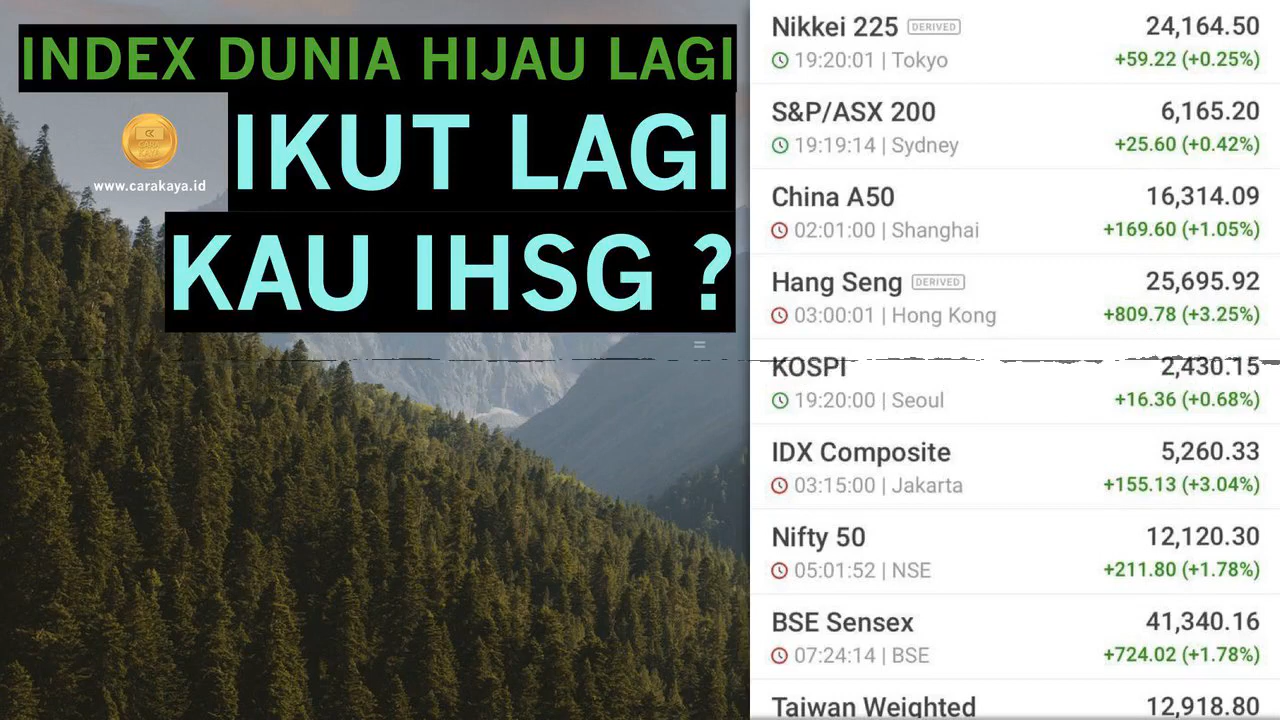 INDEX DUNIA HIJAU LAGI
CK
CARA
KAYA
www.carakaya.id
IKUT LAGI
KAU IHSG ?
Nikkei 225 DERIVED 24,164.50
19:20:01 | Tokyo +59.22 (+0.25%)
S&P/ASX 200 6,165.20
19:19:14 | Sydney +25.60 (+0.42%)
China A50 16,314.09
02:01:00 | Shanghai +169.60 (+1.05%)
Hang Seng DERIVED 25,695.92
03:00:01 | Hong Kong +809.78 (+3.25%)
KOSPI 2,430.15
19:20:00 | Seoul +16.36 (+0.68%)
IDX Composite 5,260.33
03:15:00 | Jakarta +155.13 (+3.04%)
Nifty 50 12,120.30
05:01:52 | NSE +211.80 (+1.78%)
BSE Sensex 41,340.16
07:24:14 | BSE +724.02 (+1.78%)
Taiwan Weighted 12,918.80